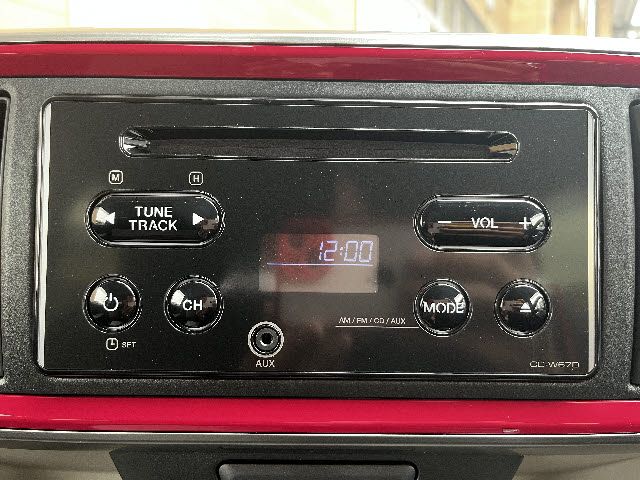 M H
TUNE
TRACK
- VOL +
12:00
CH
MODE
AM / FM / CD / AUX
SET
AUX